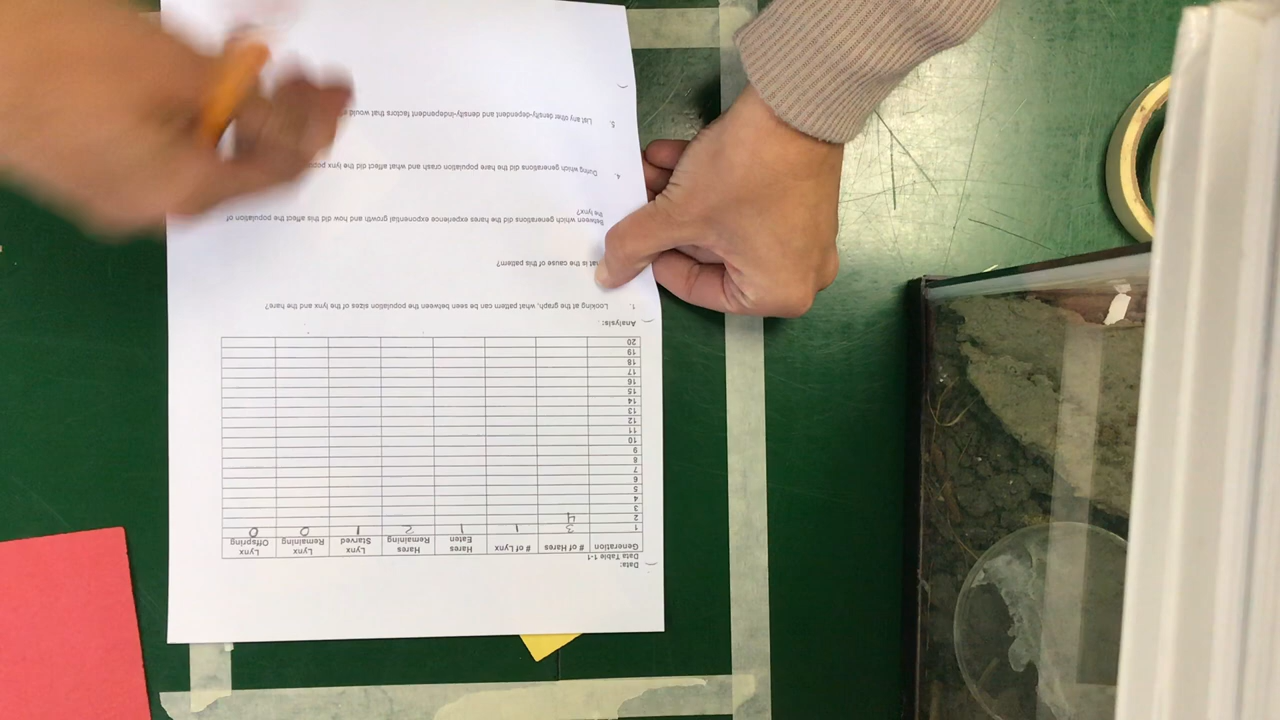 Data:
Data Table 1-1
Generation # of Hares # of Lynx Hares Eaten Hares Remaining Lynx Starved Lynx Remaining Lynx Offspring
1 3 1 1 2 1 0 0
2 4
3
4
5
6
7
8
9
10
11
12
13
14
15
16
17
18
19
20
Analysis:
1. Looking at the graph, what pattern can be seen between the population sizes of the lynx and the hare?
is the cause of this pattern?
Between which generations did the hares experience exponential growth and how did this affect the population of
the lynx?
4. During which generations did the hare population crash and what affect did the lynx
5. List any other density-dependent and density-independent factors that would